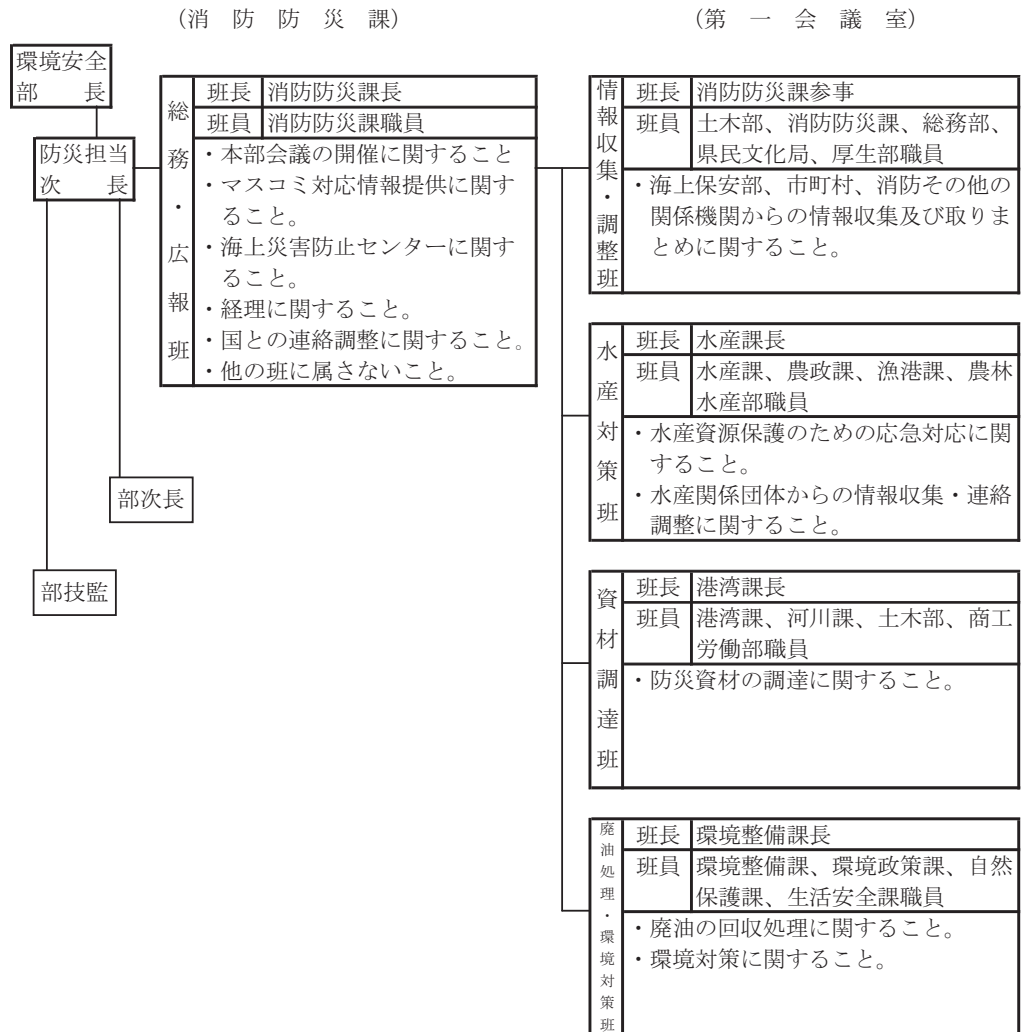 （消　防　防　災　課）
（第　一　会　議　室）
環境安全
部　　長
防災担当
次　　長
部次長
部技監
総務・広報班
班長　消防防災課長
班員　消防防災課職員
・本部会議の開催に関すること
・マスコミ対応情報提供に関す
ること。
・海上災害防止センターに関す
ること。
・経理に関すること。
・国との連絡調整に関すること。
・他の班に属さないこと。
情報収集・調整班
班長　消防防災課参事
班員　土木部、消防防災課、総務部、
県民文化局、厚生部職員
・海上保安部、市町村、消防その他の
関係機関からの情報収集及び取りま
とめに関すること。
水産対策班
班長　水産課長
班員　水産課、農政課、漁港課、農林
水産部職員
・水産資源保護のための応急対応に関
すること。
・水産関係団体からの情報収集・連絡
調整に関すること。
資材調達班
班長　港湾課長
班員　港湾課、河川課、土木部、商工
労働部職員
・防災資材の調達に関すること。
廃油処理・環境対策班
班長　環境整備課長
班員　環境整備課、環境政策課、自然
保護課、生活安全課職員
・廃油の回収処理に関すること。
・環境対策に関すること。